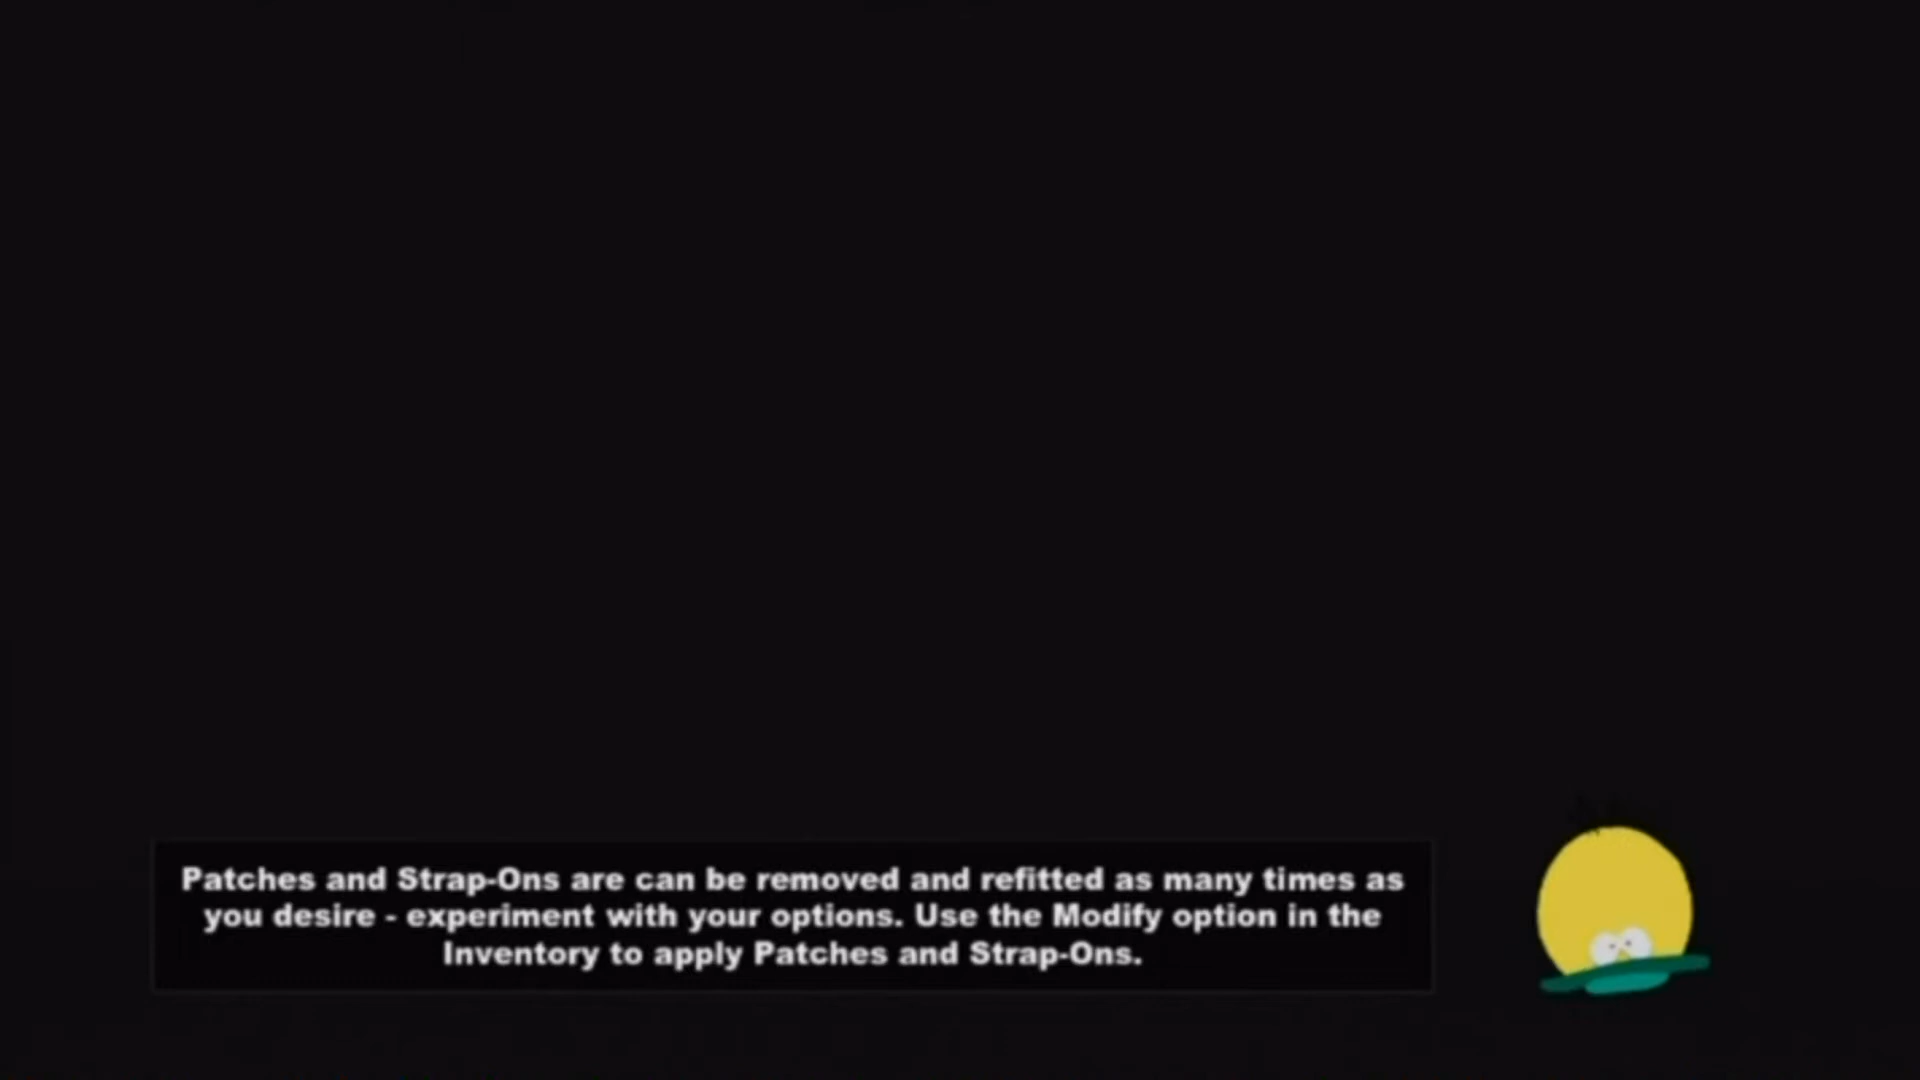 Patches and Strap-Ons are can be removed and refitted as many times as
you desire - experiment with your options. Use the Modify option in the
Inventory to apply Patches and Strap-Ons.